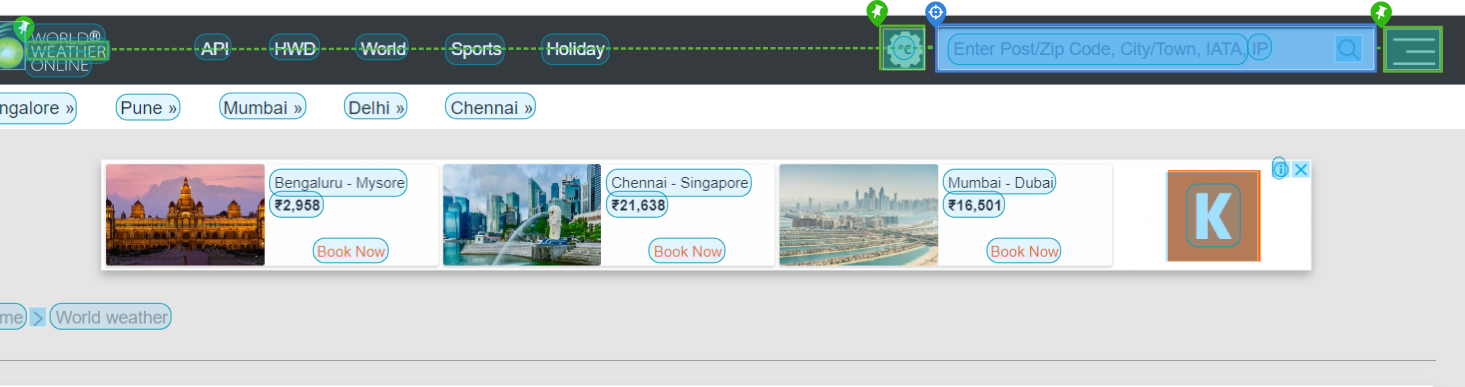 WORLD®
WEATHER
ONLINE
API HWD World Sports Holiday
°C
Enter Post/Zip Code, City/Town, IATA, IP
ngalore » Pune » Mumbai » Delhi » Chennai »
Bengaluru - Mysore
₹2,958
Book Now
Chennai - Singapore
₹21,638
Book Now
Mumbai - Dubai
₹16,501
Book Now
K
me > World weather